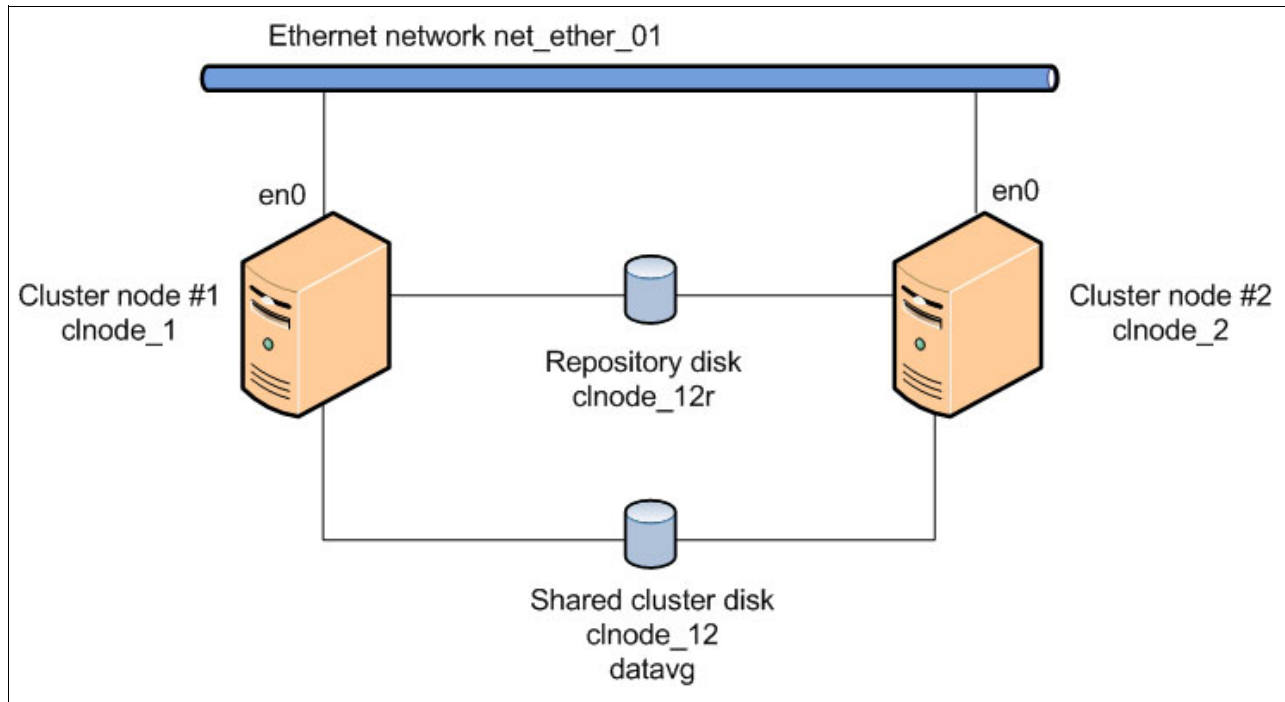 Ethernet network net_ether_01
en0
en0
Cluster node #1
clnode_1
Cluster node #2
clnode_2
Repository disk
clnode_12r
Shared cluster disk
clnode_12
datavg